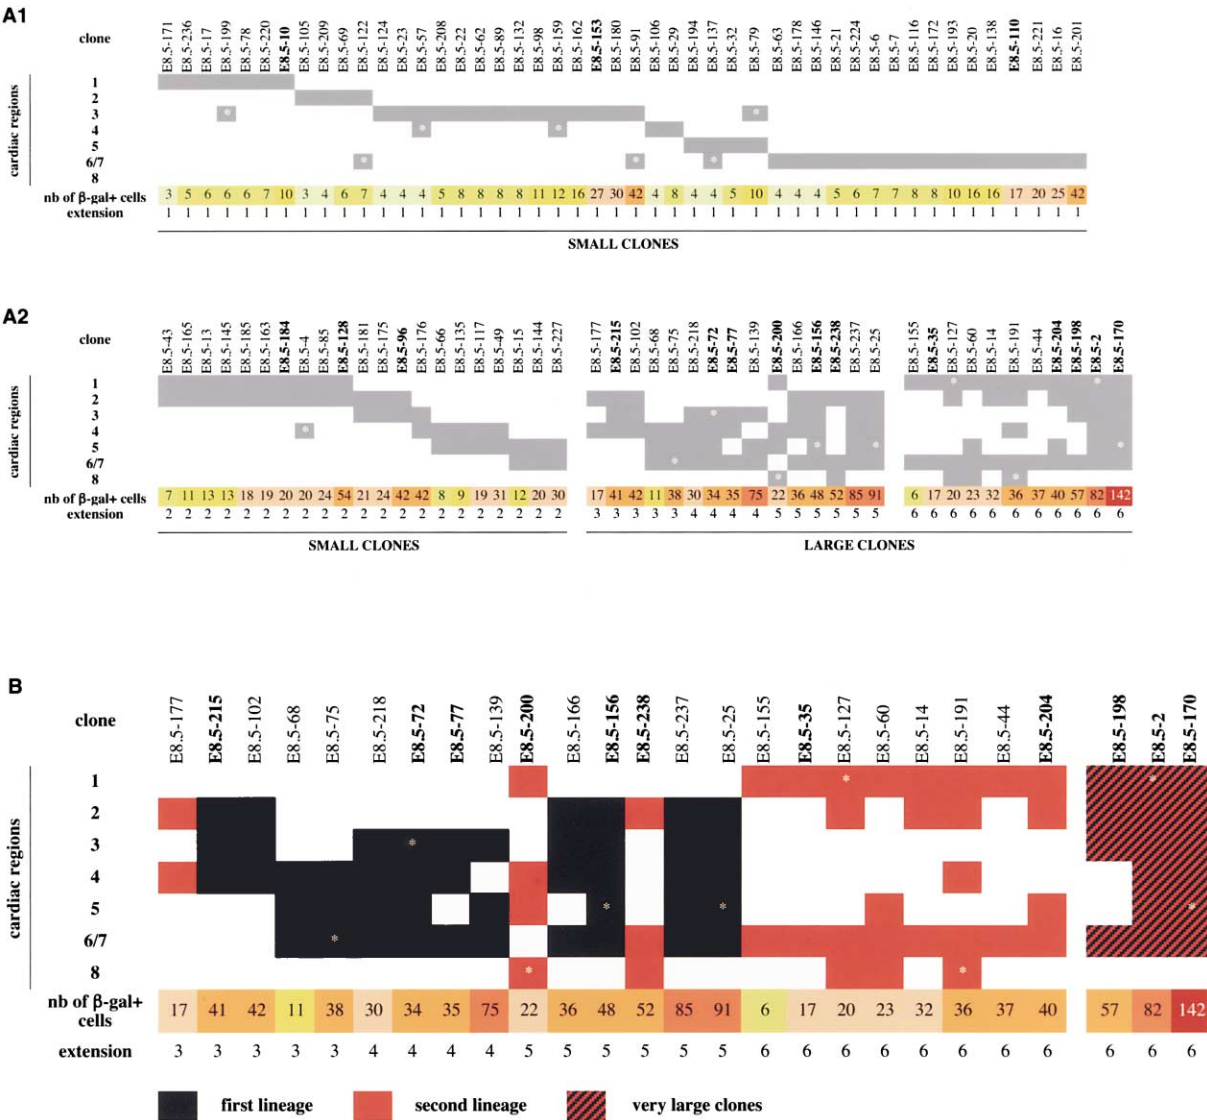 A1
clone E8.5-171 E8.5-236 E8.5-17 E8.5-199 E8.5-78 E8.5-220 E8.5-10 E8.5-105 E8.5-209 E8.5-69 E8.5-122 E8.5-124 E8.5-23 E8.5-57 E8.5-208 E8.5-22 E8.5-62 E8.5-89 E8.5-132 E8.5-98 E8.5-159 E8.5-162 E8.5-153 E8.5-180 E8.5-91 E8.5-106 E8.5-29 E8.5-194 E8.5-137 E8.5-32 E8.5-79 E8.5-63 E8.5-178 E8.5-146 E8.5-21 E8.5-224 E8.5-6 E8.5-7 E8.5-116 E8.5-172 E8.5-193 E8.5-20 E8.5-138 E8.5-110 E8.5-221 E8.5-16 E8.5-201
cardiac regions
1
2
3 * *
4 * *
5
6/7 * * *
8
nb of β-gal+ cells 3 5 6 6 6 7 10 3 4 6 7 4 4 4 5 8 8 8 8 11 12 16 27 30 42 4 8 4 4 5 10 4 4 4 5 6 7 7 8 8 10 16 16 17 20 25 42
extension 1 1 1 1 1 1 1 1 1 1 1 1 1 1 1 1 1 1 1 1 1 1 1 1 1 1 1 1 1 1 1 1 1 1 1 1 1 1 1 1 1 1 1 1 1 1 1
SMALL CLONES
A2
clone E8.5-43 E8.5-165 E8.5-13 E8.5-145 E8.5-185 E8.5-163 E8.5-184 E8.5-4 E8.5-85 E8.5-128 E8.5-181 E8.5-175 E8.5-96 E8.5-176 E8.5-66 E8.5-135 E8.5-117 E8.5-49 E8.5-15 E8.5-144 E8.5-227 E8.5-177 E8.5-215 E8.5-102 E8.5-68 E8.5-75 E8.5-218 E8.5-72 E8.5-77 E8.5-139 E8.5-200 E8.5-166 E8.5-156 E8.5-238 E8.5-237 E8.5-25 E8.5-155 E8.5-35 E8.5-127 E8.5-60 E8.5-14 E8.5-191 E8.5-44 E8.5-204 E8.5-198 E8.5-2 E8.5-170
cardiac regions
1 * *
2
3 *
4 *
5 * * *
6/7 *
8 * *
nb of β-gal+ cells 7 11 13 13 18 19 20 20 24 54 21 24 42 42 8 9 19 31 12 20 30 17 41 42 11 38 30 34 35 75 22 36 48 52 85 91 6 17 20 23 32 36 37 40 57 82 142
extension 2 2 2 2 2 2 2 2 2 2 2 2 2 2 2 2 2 2 2 2 2 3 3 3 3 3 4 4 4 4 5 5 5 5 5 5 6 6 6 6 6 6 6 6 6 6 6
SMALL CLONES LARGE CLONES
B
clone E8.5-177 E8.5-215 E8.5-102 E8.5-68 E8.5-75 E8.5-218 E8.5-72 E8.5-77 E8.5-139 E8.5-200 E8.5-166 E8.5-156 E8.5-238 E8.5-237 E8.5-25 E8.5-155 E8.5-35 E8.5-127 E8.5-60 E8.5-14 E8.5-191 E8.5-44 E8.5-204 E8.5-198 E8.5-2 E8.5-170
cardiac regions
1 * *
2
3 *
4
5 * * *
6/7 *
8 * *
nb of β-gal+
cells 17 41 42 11 38 30 34 35 75 22 36 48 52 85 91 6 17 20 23 32 36 37 40 57 82 142
extension 3 3 3 3 3 4 4 4 4 5 5 5 5 5 5 6 6 6 6 6 6 6 6 6 6 6
first lineage second lineage very large clones